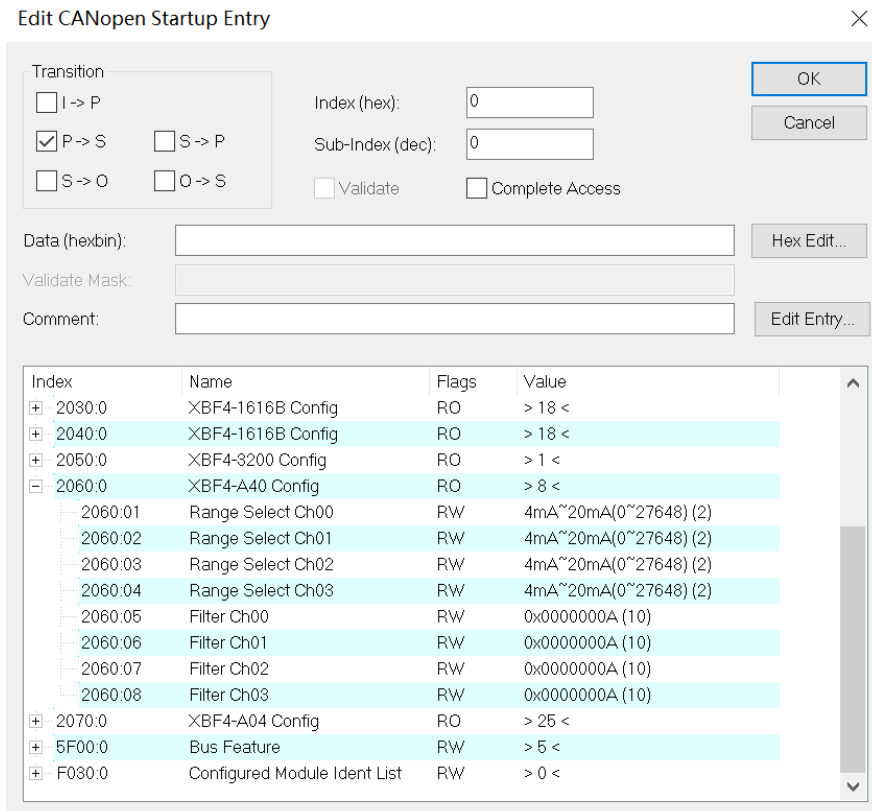 Edit CANopen Startup Entry
Transition
I -> P
P -> S
S -> P
S -> O
O -> S
Index (hex): 0
Sub-Index (dec): 0
Validate
Complete Access
OK
Cancel
Data (hexbin):
Hex Edit...
Validate Mask:
Comment:
Edit Entry...
Index Name Flags Value
2030:0 XBF4-1616B Config RO > 18 <
2040:0 XBF4-1616B Config RO > 18 <
2050:0 XBF4-3200 Config RO > 1 <
2060:0 XBF4-A40 Config RO > 8 <
2060:01 Range Select Ch00 RW 4mA~20mA(0~27648) (2)
2060:02 Range Select Ch01 RW 4mA~20mA(0~27648) (2)
2060:03 Range Select Ch02 RW 4mA~20mA(0~27648) (2)
2060:04 Range Select Ch03 RW 4mA~20mA(0~27648) (2)
2060:05 Filter Ch00 RW 0x0000000A (10)
2060:06 Filter Ch01 RW 0x0000000A (10)
2060:07 Filter Ch02 RW 0x0000000A (10)
2060:08 Filter Ch03 RW 0x0000000A (10)
2070:0 XBF4-A04 Config RO > 25 <
5F00:0 Bus Feature RW > 5 <
F030:0 Configured Module Ident List RW > 0 <